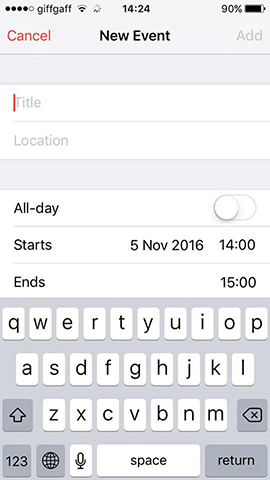 giffgaff 14:24 90%
Cancel New Event Add
Title
Location
All-day
Starts 5 Nov 2016 14:00
Ends 15:00
q w e r t y u i o p
a s d f g h j k l
z x c v b n m
123 space return